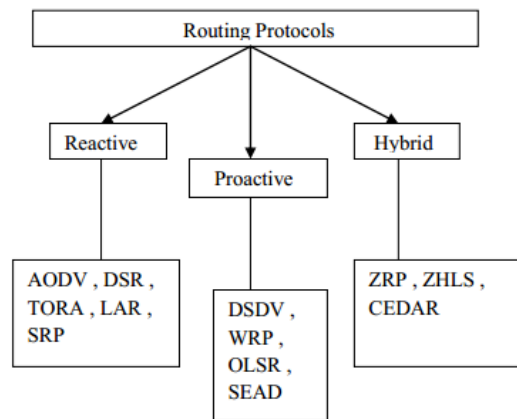 Routing Protocols
Reactive
Proactive
Hybrid
AODV , DSR ,
TORA , LAR ,
SRP
DSDV ,
WRP ,
OLSR ,
SEAD
ZRP , ZHLS ,
CEDAR